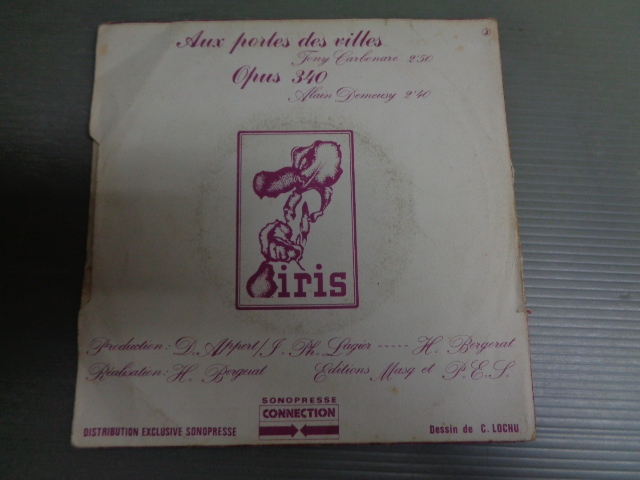 Aux portes des villes
Tony Carbonare 2'50
Opus 340
Alain Demeusy 2'40
iris
Production: D. Appert/J. Ph. Lagier ----- H. Bergerat
Réalisation: H. Bergerat Editions Masq et P.E.S.
SONOPRESSE
CONNECTION
DISTRIBUTION EXCLUSIVE SONOPRESSE
Dessin de C. LOCHU